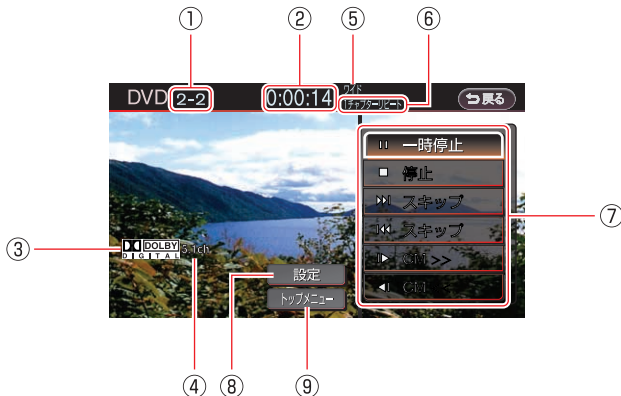 ① ② ⑤ ⑥
DVD 2-2 0:00:14 ワイド 1チャプターリピート 戻る
一時停止
停止
スキップ
スキップ
CM >>
CM
⑦
③ DOLBY DIGITAL 5.1ch
設定
トップメニュー
④ ⑧ ⑨